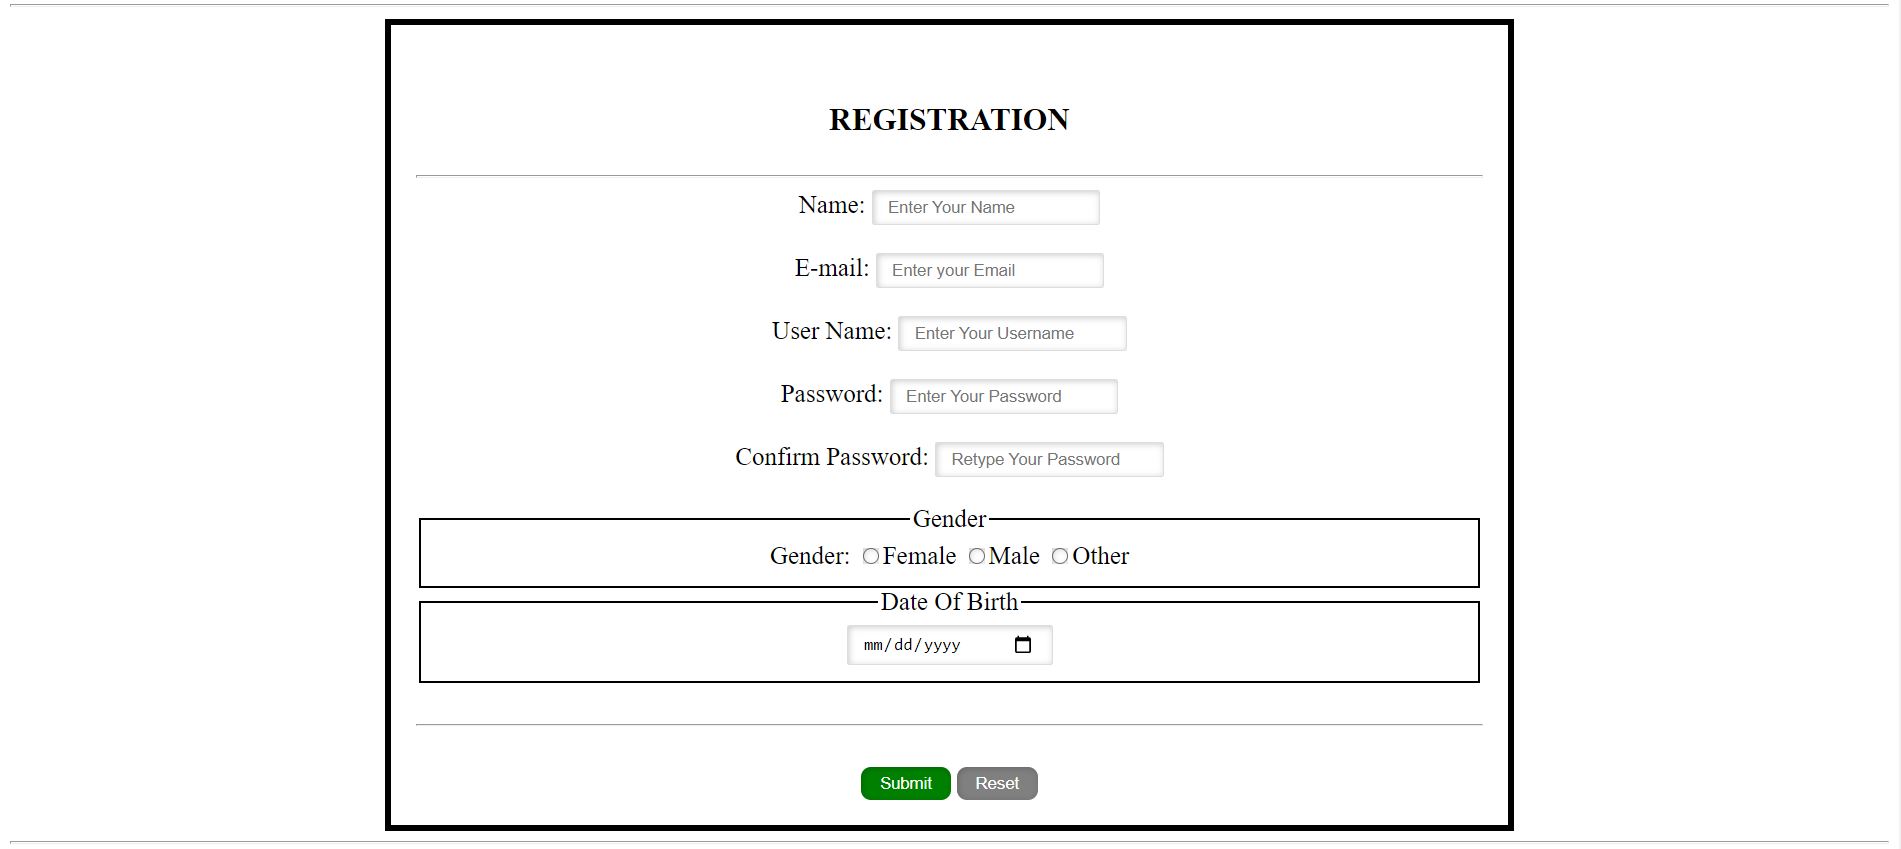 REGISTRATION
Name: Enter Your Name
E-mail: Enter your Email
User Name: Enter Your Username
Password: Enter Your Password
Confirm Password: Retype Your Password
Gender
Gender: Female Male Other
Date Of Birth
mm/dd/yyyy
Submit Reset